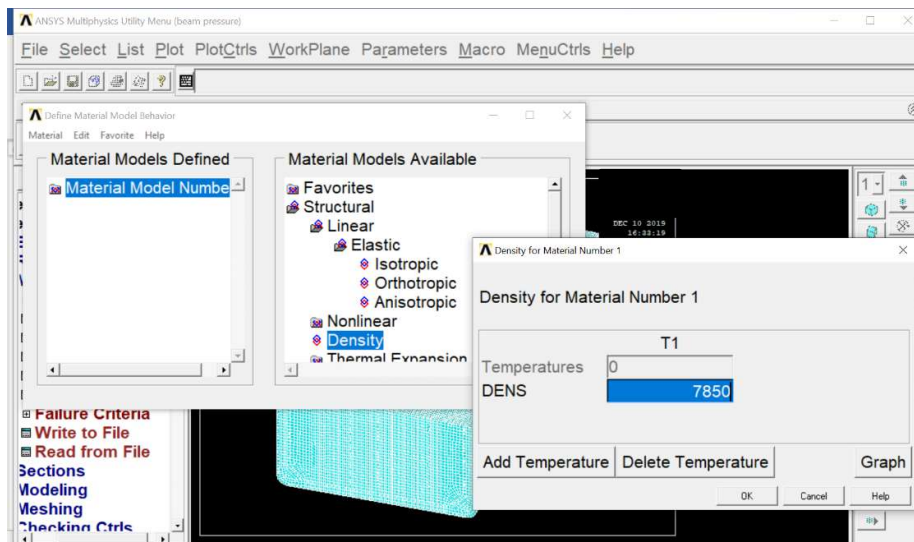 ANSYS Multiphysics Utility Menu (beam pressure)
File Select List Plot PlotCtrls WorkPlane Parameters Macro MenuCtrls Help
Define Material Model Behavior
Material Edit Favorite Help
Material Models Defined
Material Model Numbe
Material Models Available
Favorites
Structural
Linear
Elastic
Isotropic
Orthotropic
Anisotropic
Nonlinear
Density
Thermal Expansion
1
DEC 10 2019
16:33:19
Density for Material Number 1
Density for Material Number 1
T1
Temperatures 0
DENS 7850
Add Temperature Delete Temperature Graph
OK Cancel Help
Failure Criteria
Write to File
Read from File
Sections
Modeling
Meshing
Checking Ctrls